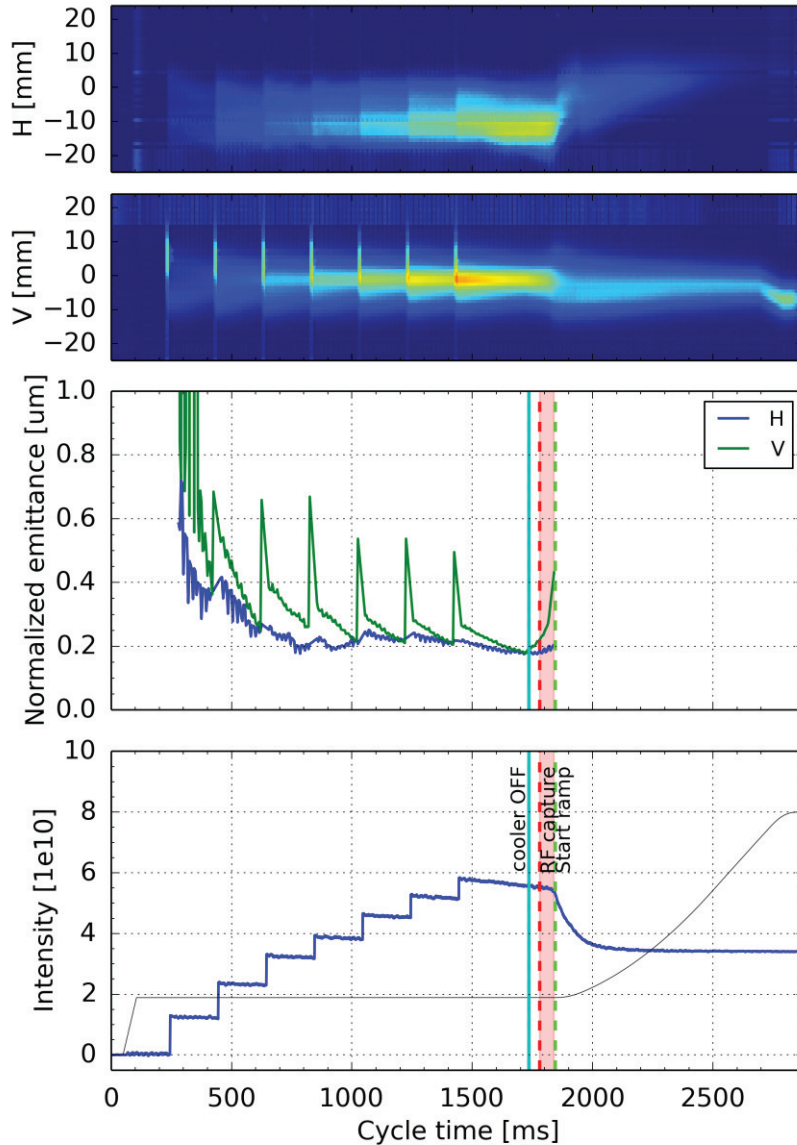 20
10
0
−10
−20
H [mm]
20
10
0
−10
−20
V [mm]
1.0
0.8
0.6
0.4
0.2
0.0
Normalized emittance [um]
H
V
10
8
6
4
2
0
Intensity [1e10]
cooler OFF
RF capture
Start ramp
0 500 1000 1500 2000 2500
Cycle time [ms]